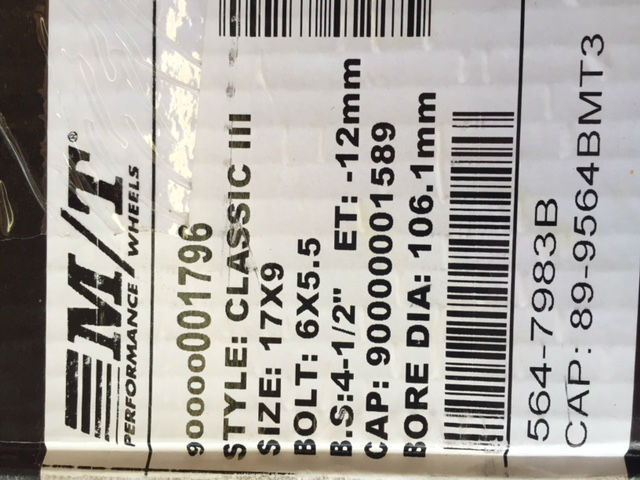 M/T®
PERFORMANCE WHEELS
90000001796
STYLE: CLASSIC III
SIZE: 17X9
BOLT: 6X5.5
B.S:4-1/2" ET: -12mm
CAP: 90000001589
BORE DIA: 106.1mm
564-7983B
CAP: 89-9564BMT3